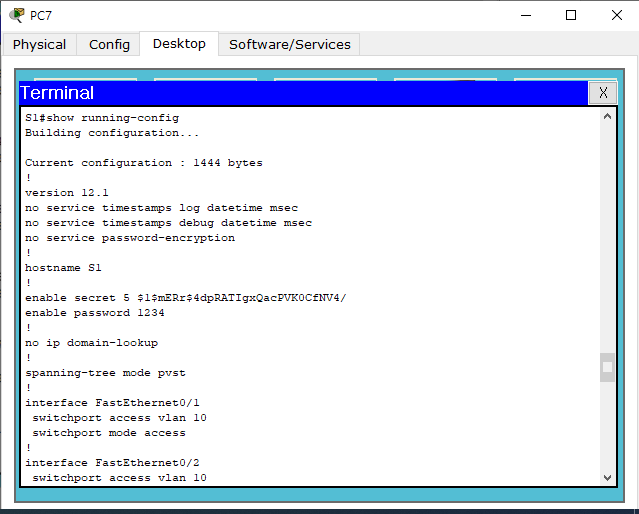 PC7
Physical Config Desktop Software/Services
Terminal X
S1#show running-config
Building configuration...
Current configuration : 1444 bytes
!
version 12.1
no service timestamps log datetime msec
no service timestamps debug datetime msec
no service password-encryption
!
hostname S1
!
enable secret 5 $1$mERr$4dpRATIgxQacPVK0CfNV4/
enable password 1234
!
no ip domain-lookup
!
spanning-tree mode pvst
!
interface FastEthernet0/1
switchport access vlan 10
switchport mode access
!
interface FastEthernet0/2
switchport access vlan 10